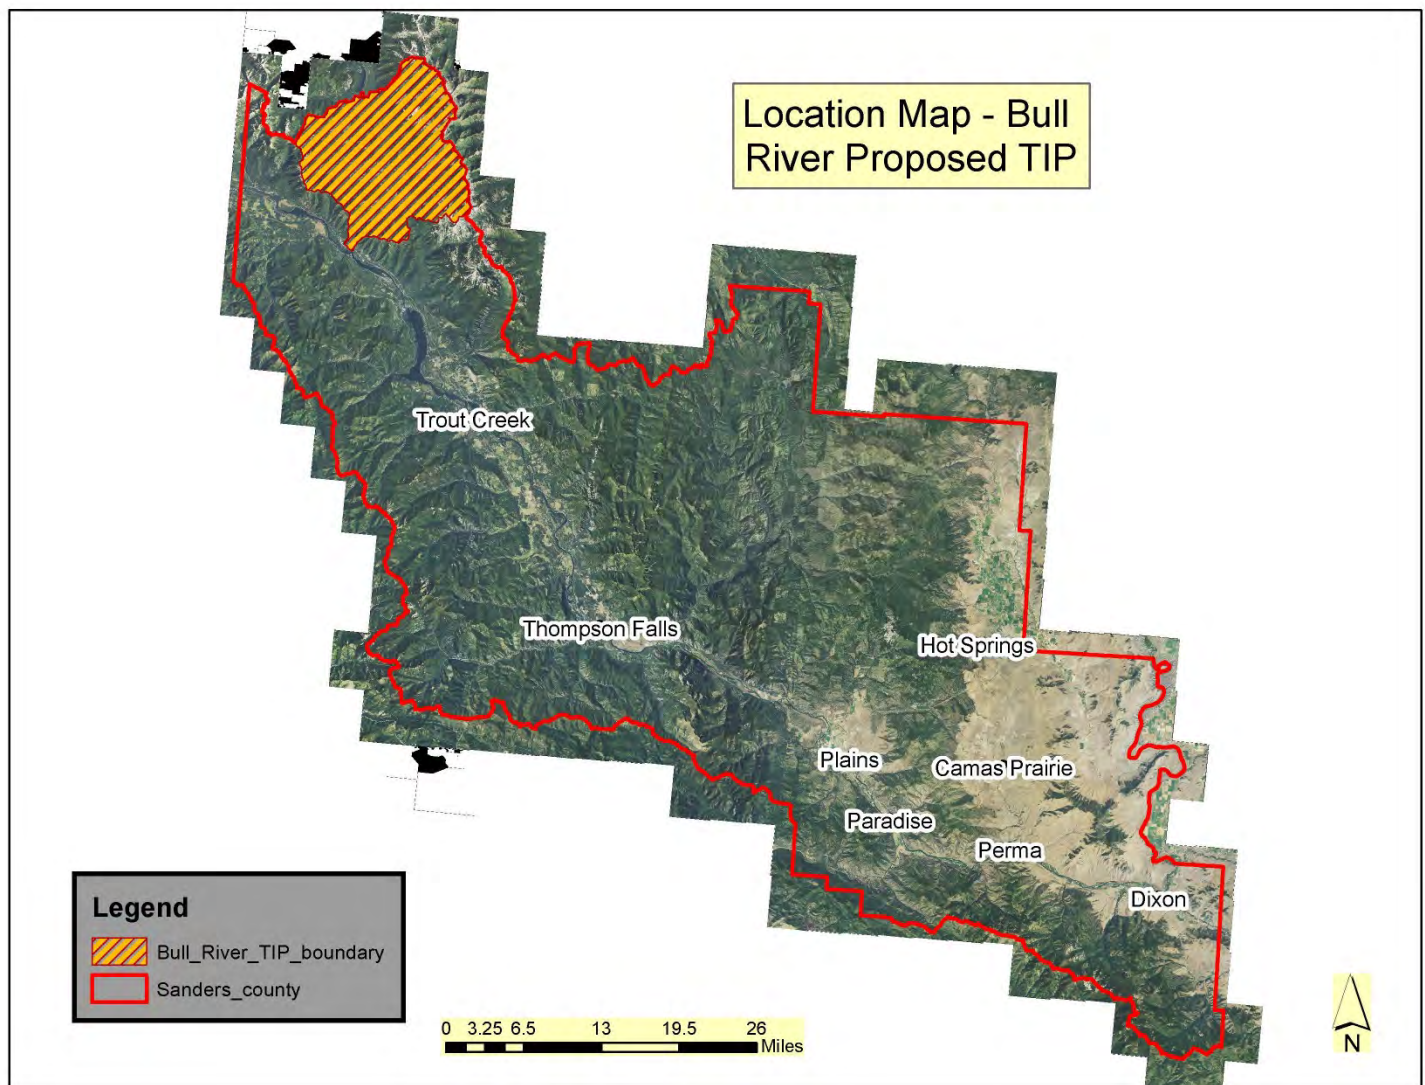 Location Map - Bull
River Proposed TIP
Trout Creek
Thompson Falls
Hot Springs
Plains
Camas Prairie
Paradise
Perma
Dixon
Legend
Bull_River_TIP_boundary
Sanders_county
0 3.25 6.5 13 19.5 26
Miles
N